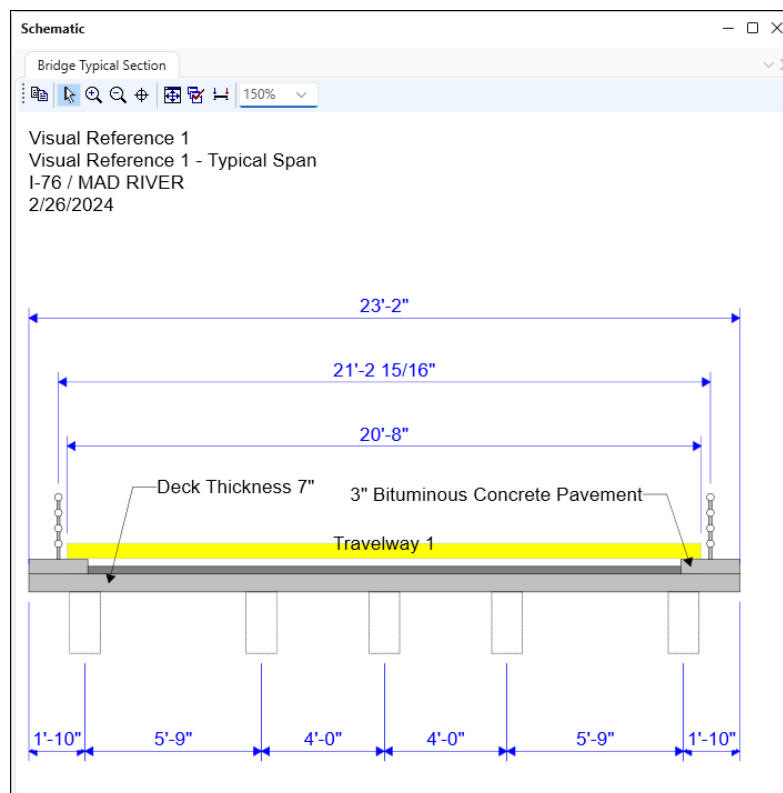 Schematic
Bridge Typical Section
150%
Visual Reference 1
Visual Reference 1 - Typical Span
I-76 / MAD RIVER
2/26/2024
23'-2"
21'-2 15/16"
20'-8"
Deck Thickness 7"
3" Bituminous Concrete Pavement
Travelway 1
1'-10"
5'-9"
4'-0"
4'-0"
5'-9"
1'-10"